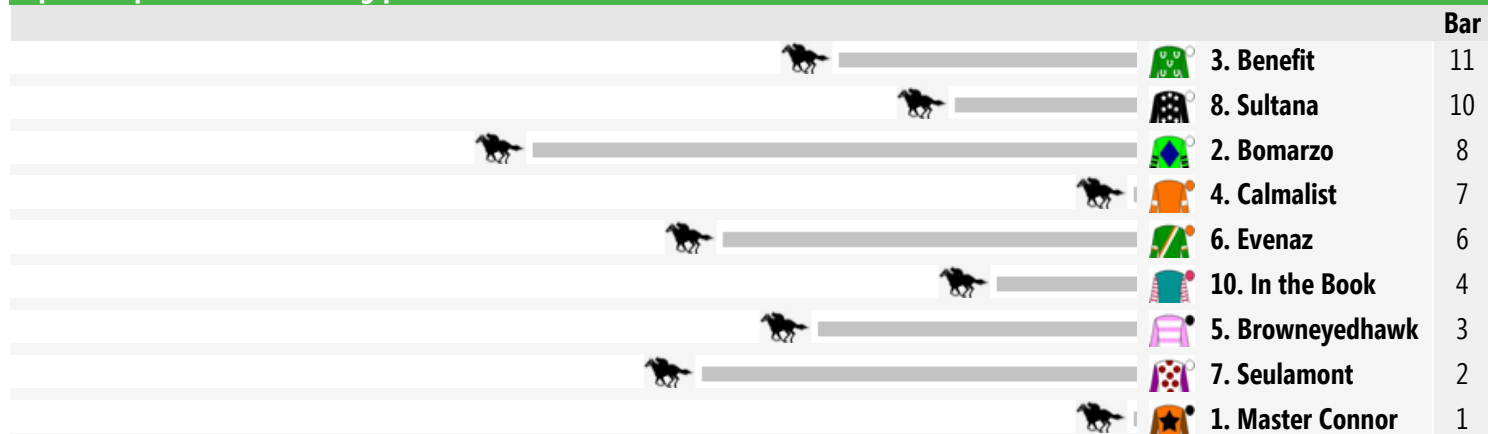 Bar
3. Benefit 11
8. Sultana 10
2. Bomarzo 8
4. Calmalist 7
6. Evenaz 6
10. In the Book 4
5. Browneyedhawk 3
7. Seulamont 2
1. Master Connor 1